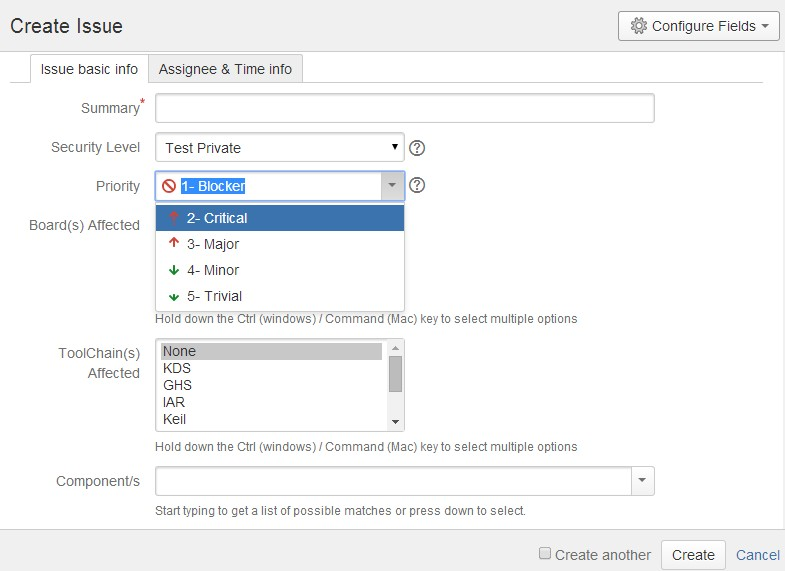 Create Issue
Configure Fields
Issue basic info
Assignee & Time info
Summary*
Security Level
Test Private
Priority
1- Blocker
2- Critical
Board(s) Affected
3- Major
4- Minor
5- Trivial
Hold down the Ctrl (windows) / Command (Mac) key to select multiple options
ToolChain(s)
Affected
None
KDS
GHS
IAR
Keil
Hold down the Ctrl (windows) / Command (Mac) key to select multiple options
Component/s
Start typing to get a list of possible matches or press down to select.
Create another
Create
Cancel